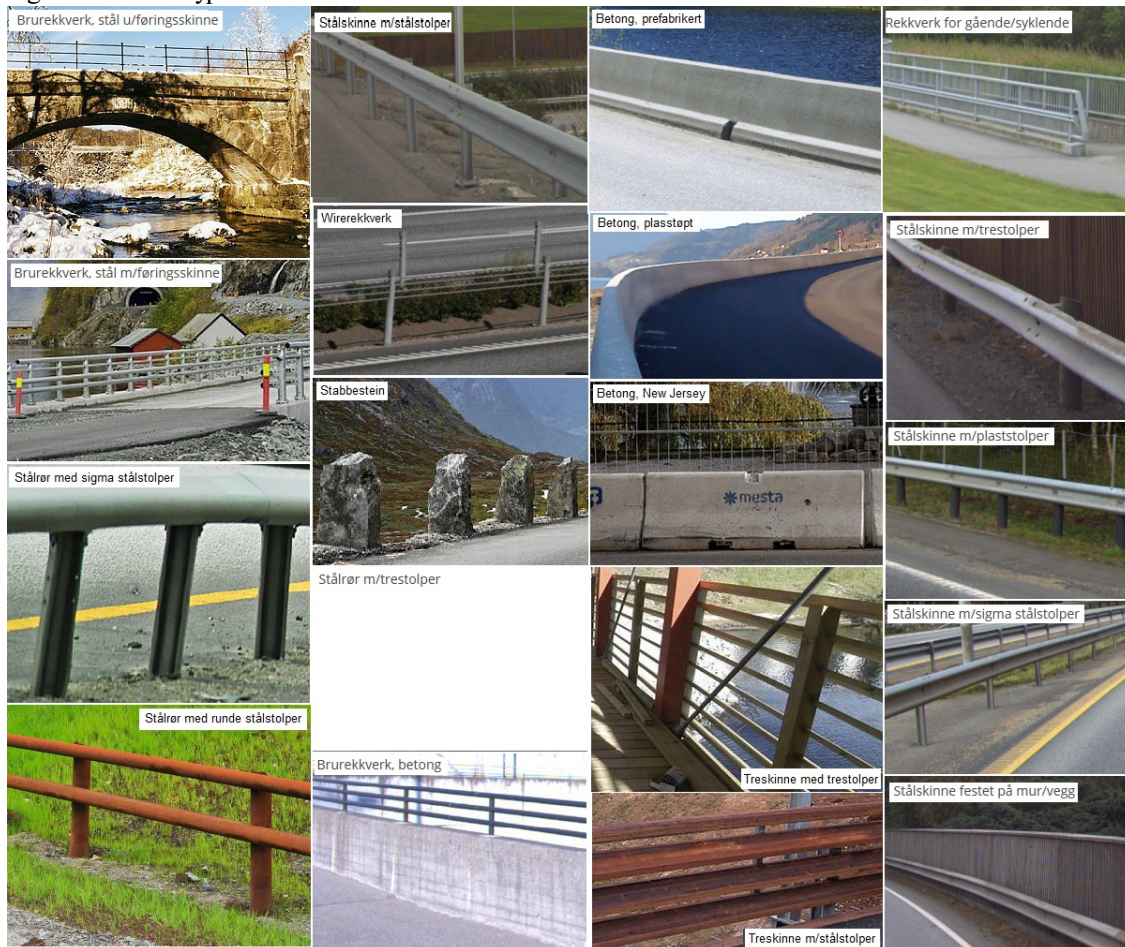 Brurekkverk, stål u/føringsskinne
Brurekkverk, stål m/føringsskinne
Stålrør med sigma stålstolper
Stålrør med runde stålstolper
Stålskinne m/stålstolper
Wirerekkverk
Stabbestein
Stålrør m/trestolper
Brurekkverk, betong
Betong, prefabrikert
Betong, plasstøpt
Betong, New Jersey
mesta
Treskinne med trestolper
Treskinne m/stålstolper
Rekkverk for gående/syklende
Stålskinne m/trestolper
Stålskinne m/plaststolper
Stålskinne m/sigma stålstolper
Stålskinne festet på mur/vegg